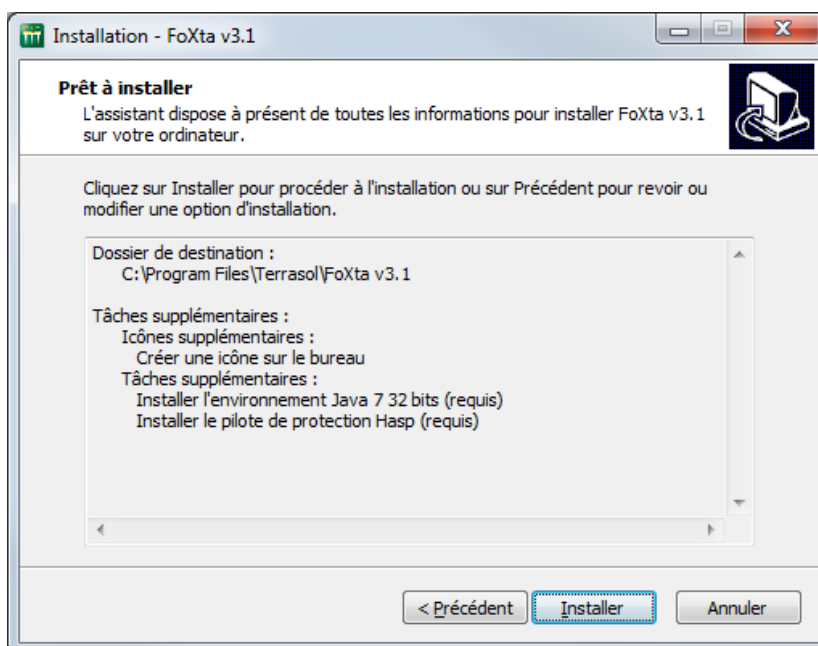 Installation - FoXta v3.1
Prêt à installer
L'assistant dispose à présent de toutes les informations pour installer FoXta v3.1
sur votre ordinateur.
Cliquez sur Installer pour procéder à l'installation ou sur Précédent pour revoir ou
modifier une option d'installation.
Dossier de destination :
C:\Program Files\Terrasol\FoXta v3.1
Tâches supplémentaires :
Icônes supplémentaires :
Créer une icône sur le bureau
Tâches supplémentaires :
Installer l'environnement Java 7 32 bits (requis)
Installer le pilote de protection Hasp (requis)
< Précédent Installer Annuler